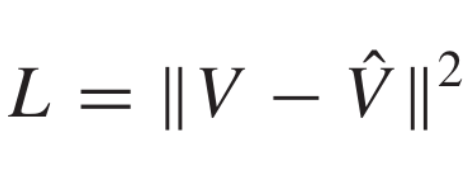 L = ‖V − V̂‖²